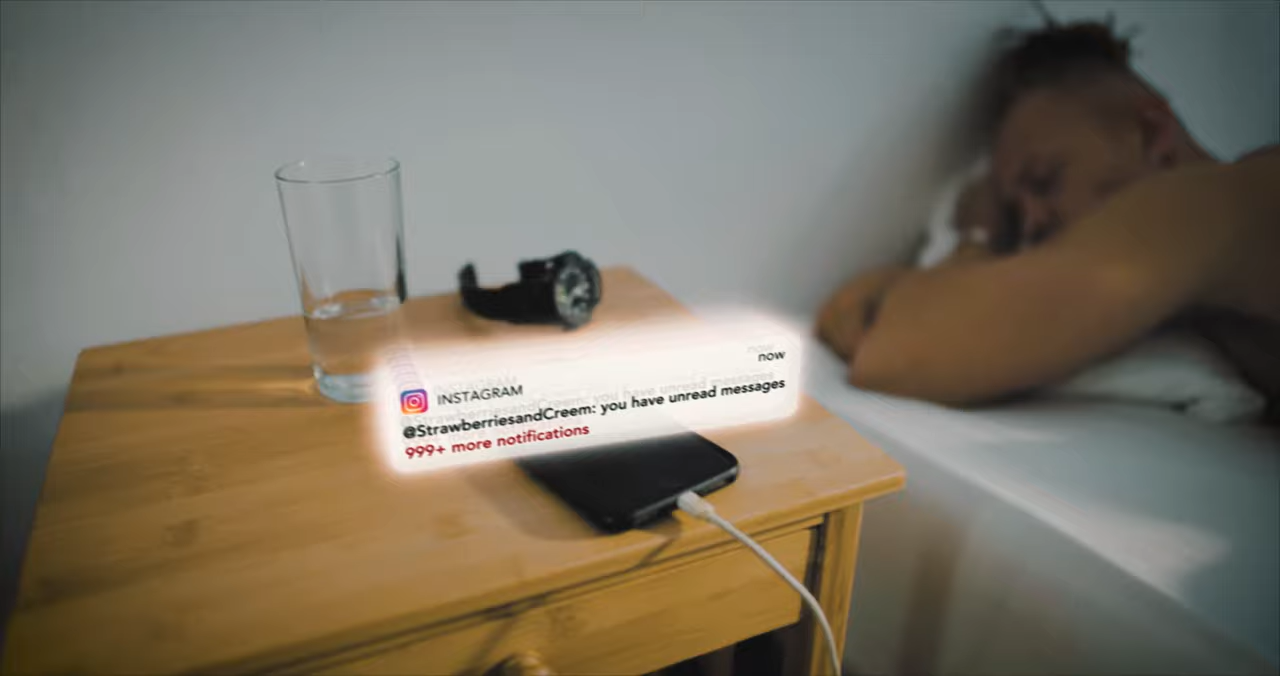 now
INSTAGRAM
@StrawberriesandCreem: you have unread messages
999+ more notifications